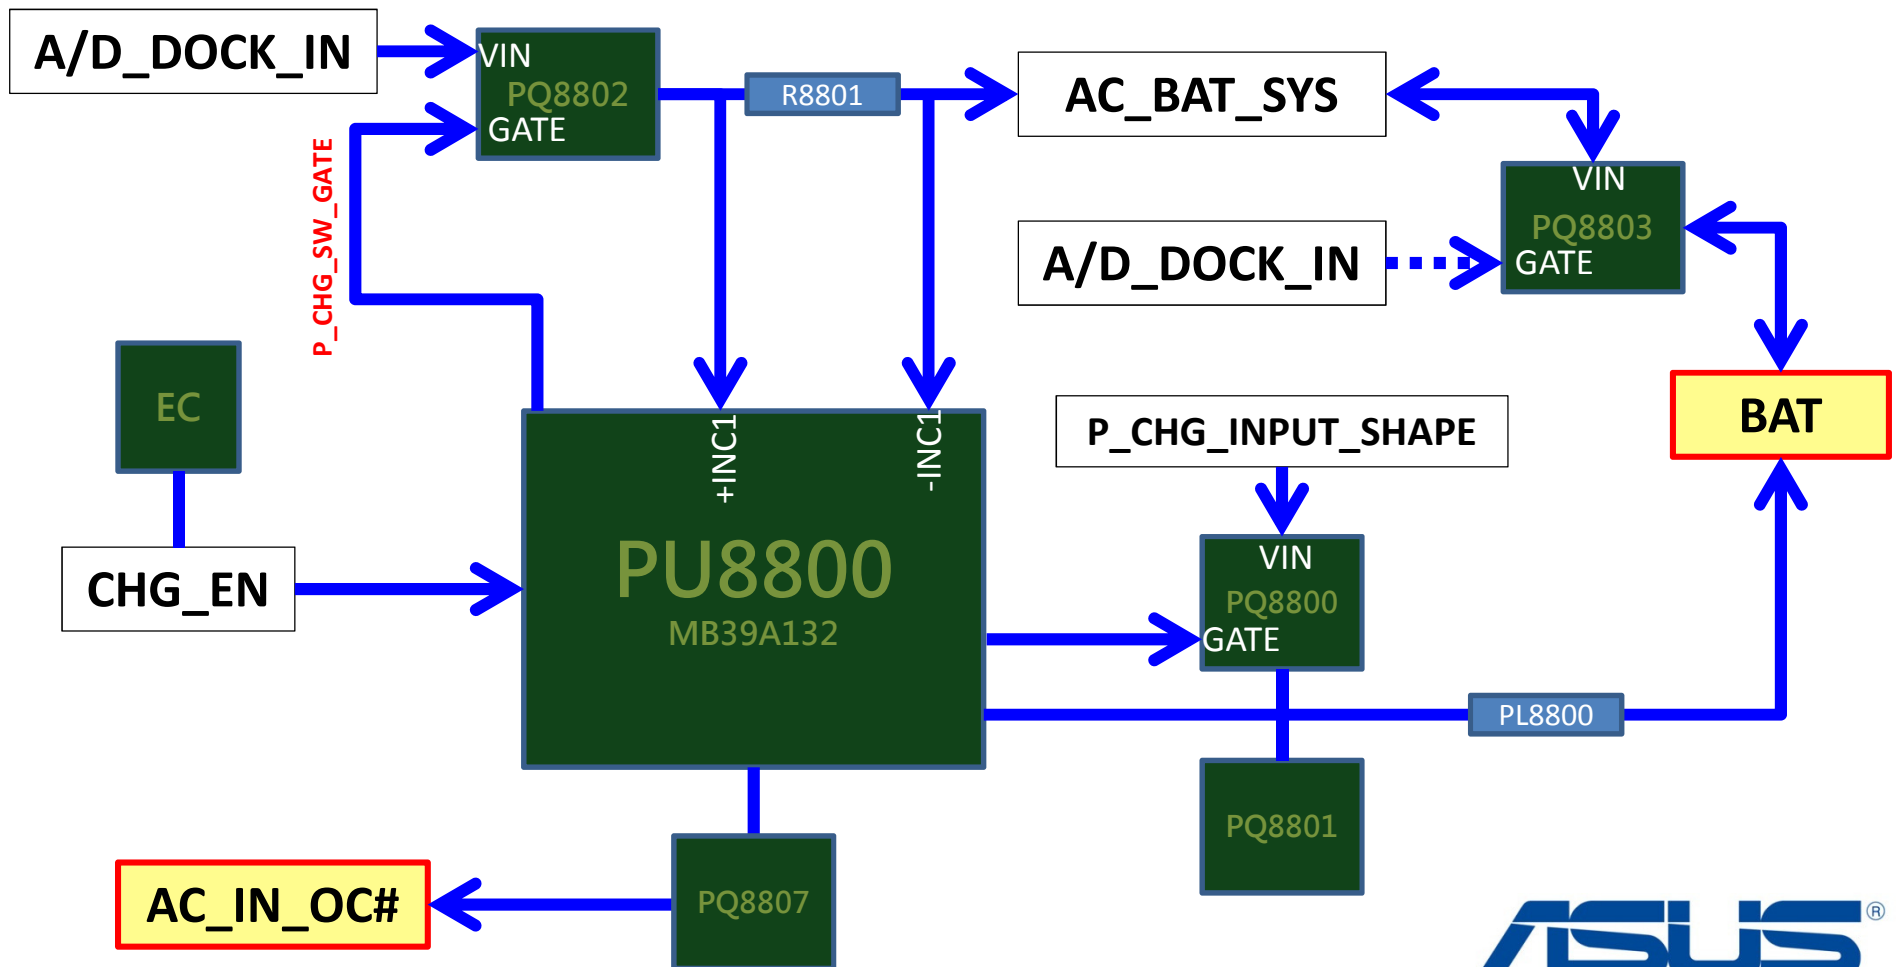 A/D_DOCK_IN
VIN
PQ8802
GATE
R8801
AC_BAT_SYS
P_CHG_SW_GATE
VIN
PQ8803
GATE
A/D_DOCK_IN
EC
+INC1
-INC1
P_CHG_INPUT_SHAPE
BAT
CHG_EN
PU8800
MB39A132
VIN
PQ8800
GATE
PL8800
PQ8801
AC_IN_OC#
PQ8807
ASUS®